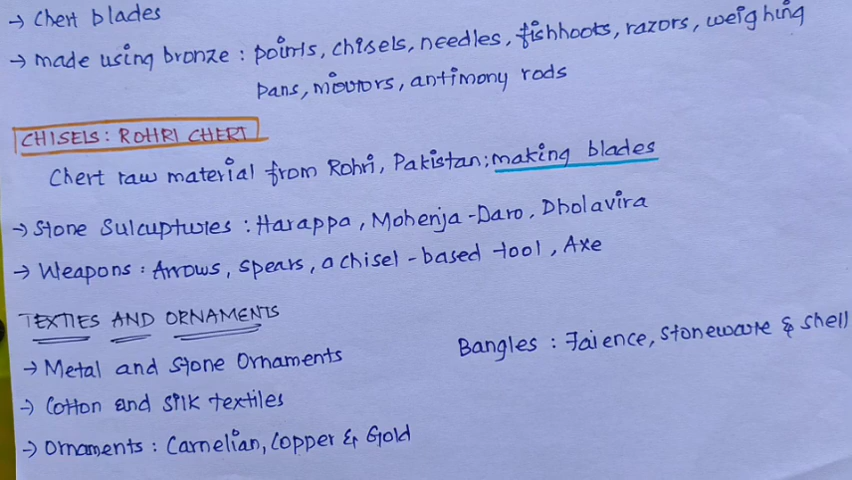 → Chert blades
→ made using bronze : points, chisels, needles, fishhoots, razors, weighing
pans, mirrors, antimony rods
CHISELS : ROHRI CHERT
Chert raw material from Rohri, Pakistan; making blades
→ Stone Sulcuptures : Harappa, Mohenja-Daro, Dholavira
→ Weapons : Arrows, spears, a chisel-based tool, Axe
TEXTIES AND ORNAMENTS
→ Metal and Stone Ornaments
Bangles : Faience, stoneware & shell
→ Cotton and silk textiles
→ Ornaments : Carnelian, Copper & Gold